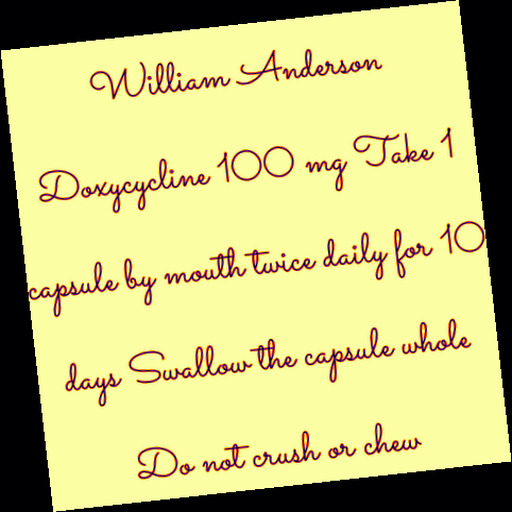 William Anderson
Doxycycline 100 mg Take 1
capsule by mouth twice daily for 10
days Swallow the capsule whole
Do not crush or chew